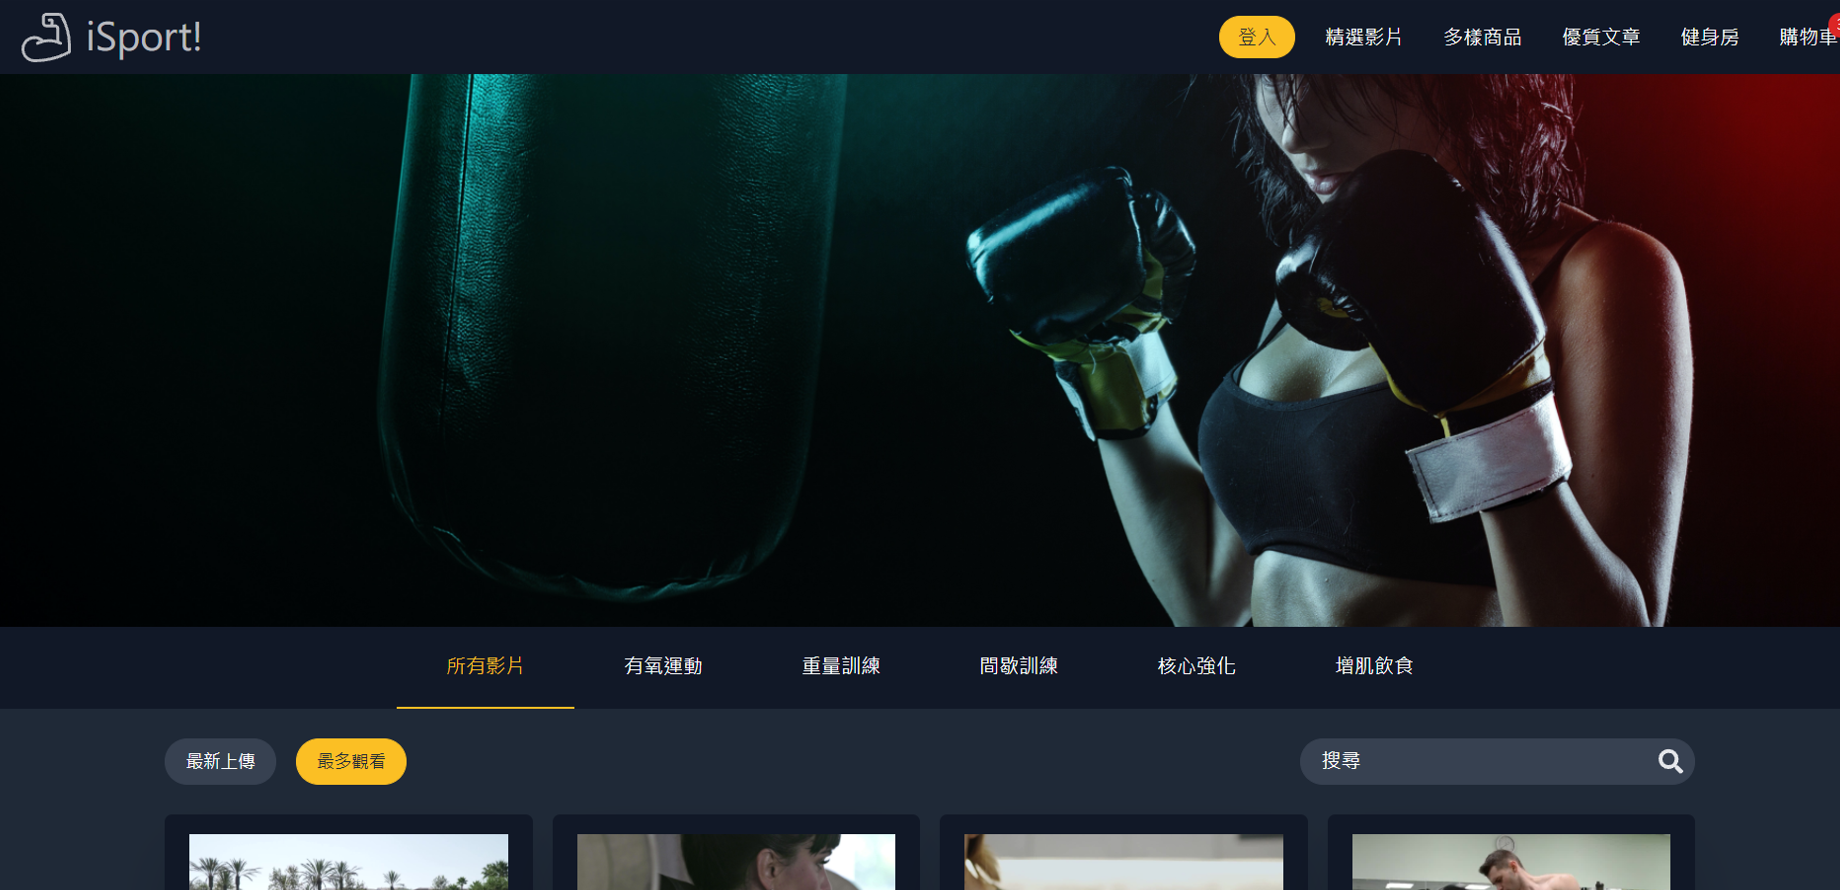 iSport!
登入 精選影片 多樣商品 優質文章 健身房 購物車
所有影片 有氧運動 重量訓練 間歇訓練 核心強化 增肌飲食
最新上傳 最多觀看 搜尋